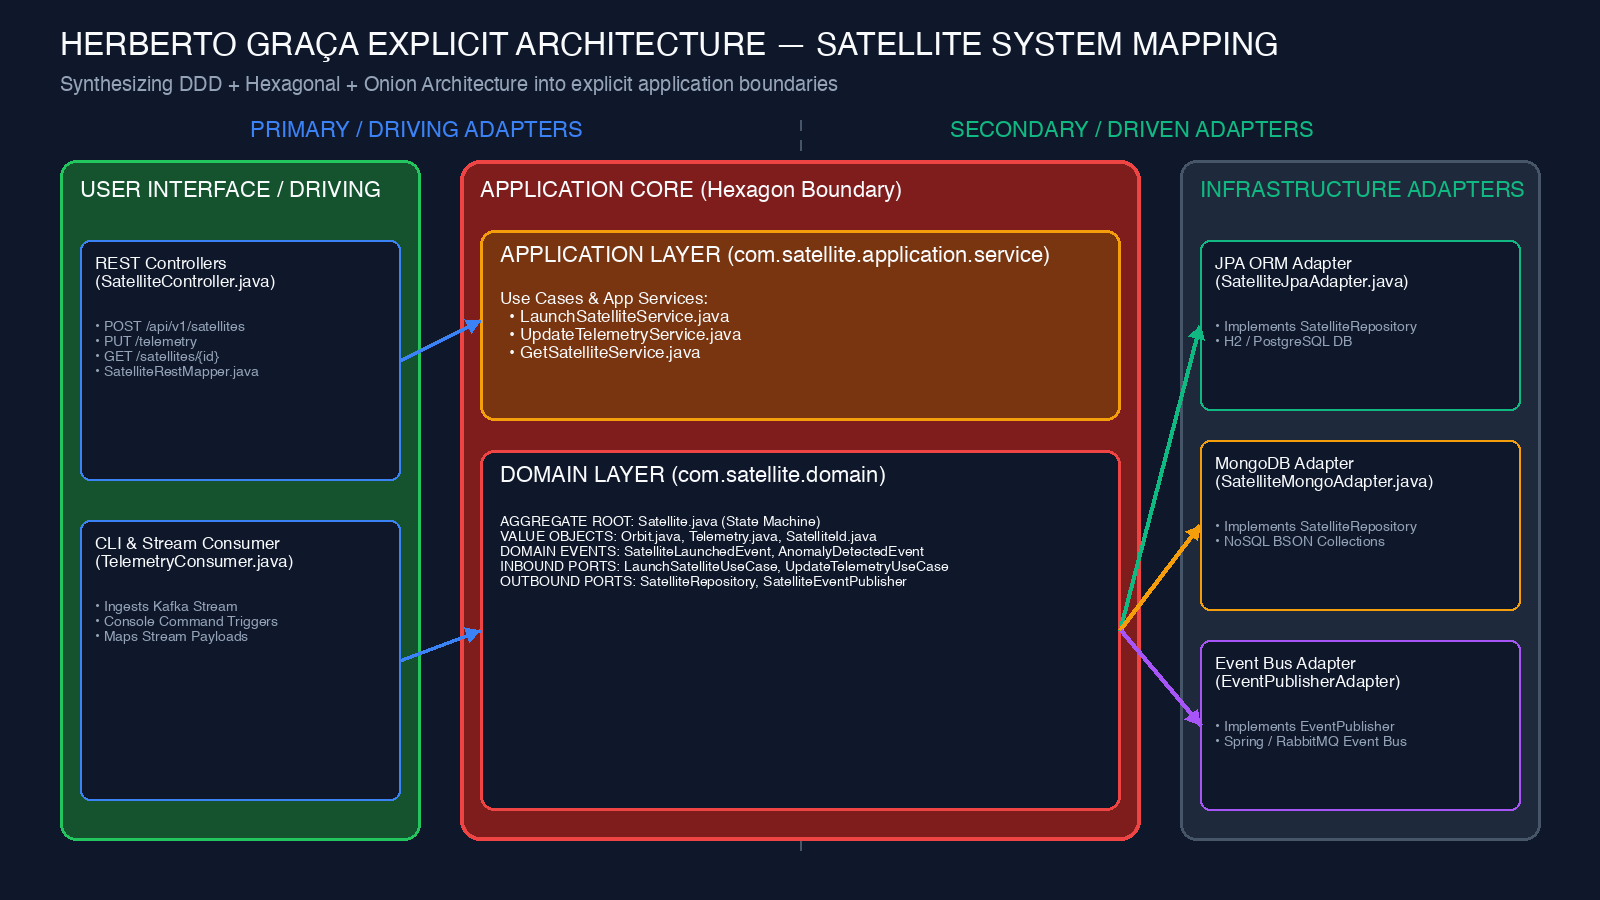 HERBERTO GRAÇA EXPLICIT ARCHITECTURE — SATELLITE SYSTEM MAPPING
Synthesizing DDD + Hexagonal + Onion Architecture into explicit application boundaries
PRIMARY / DRIVING ADAPTERS
SECONDARY / DRIVEN ADAPTERS
USER INTERFACE / DRIVING
REST Controllers
(SatelliteController.java)
• POST /api/v1/satellites
• PUT /telemetry
• GET /satellites/{id}
• SatelliteRestMapper.java
CLI & Stream Consumer
(TelemetryConsumer.java)
• Ingests Kafka Stream
• Console Command Triggers
• Maps Stream Payloads
APPLICATION CORE (Hexagon Boundary)
APPLICATION LAYER (com.satellite.application.service)
Use Cases & App Services:
• LaunchSatelliteService.java
• UpdateTelemetryService.java
• GetSatelliteService.java
DOMAIN LAYER (com.satellite.domain)
AGGREGATE ROOT: Satellite.java (State Machine)
VALUE OBJECTS: Orbit.java, Telemetry.java, SatelliteId.java
DOMAIN EVENTS: SatelliteLaunchedEvent, AnomalyDetectedEvent
INBOUND PORTS: LaunchSatelliteUseCase, UpdateTelemetryUseCase
OUTBOUND PORTS: SatelliteRepository, SatelliteEventPublisher
INFRASTRUCTURE ADAPTERS
JPA ORM Adapter
(SatelliteJpaAdapter.java)
• Implements SatelliteRepository
• H2 / PostgreSQL DB
MongoDB Adapter
(SatelliteMongoAdapter.java)
• Implements SatelliteRepository
• NoSQL BSON Collections
Event Bus Adapter
(EventPublisherAdapter)
• Implements EventPublisher
• Spring / RabbitMQ Event Bus